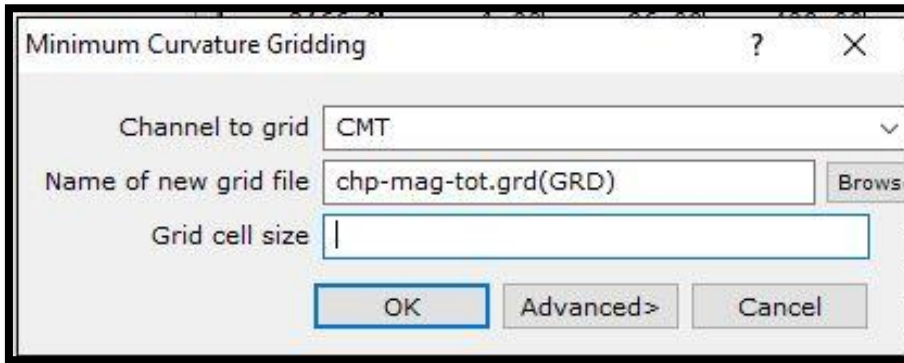 Minimum Curvature Gridding ?
Channel to grid CMT
Name of new grid file chp-mag-tot.grd(GRD) Brows
Grid cell size
OK Advanced> Cancel